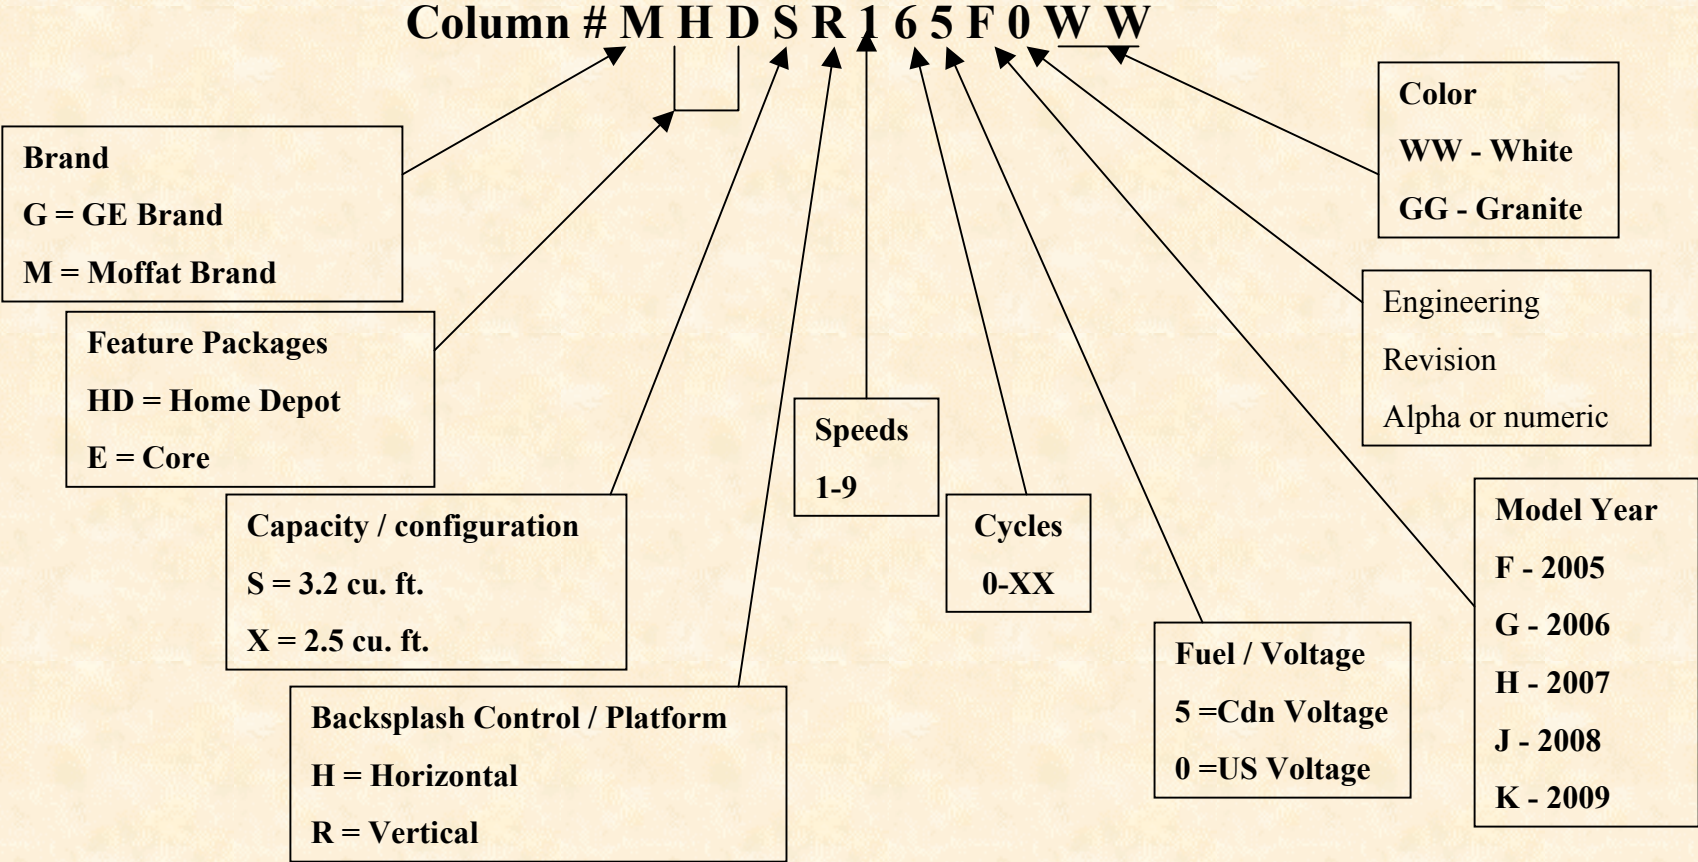 Column # M H D S R 1 6 5 F 0 W W
Brand
G = GE Brand
M = Moffat Brand
Feature Packages
HD = Home Depot
E = Core
Capacity / configuration
S = 3.2 cu. ft.
X = 2.5 cu. ft.
Backsplash Control / Platform
H = Horizontal
R = Vertical
Speeds
1-9
Cycles
0-XX
Fuel / Voltage
5 =Cdn Voltage
0 =US Voltage
Model Year
F - 2005
G - 2006
H - 2007
J - 2008
K - 2009
Engineering
Revision
Alpha or numeric
Color
WW - White
GG - Granite